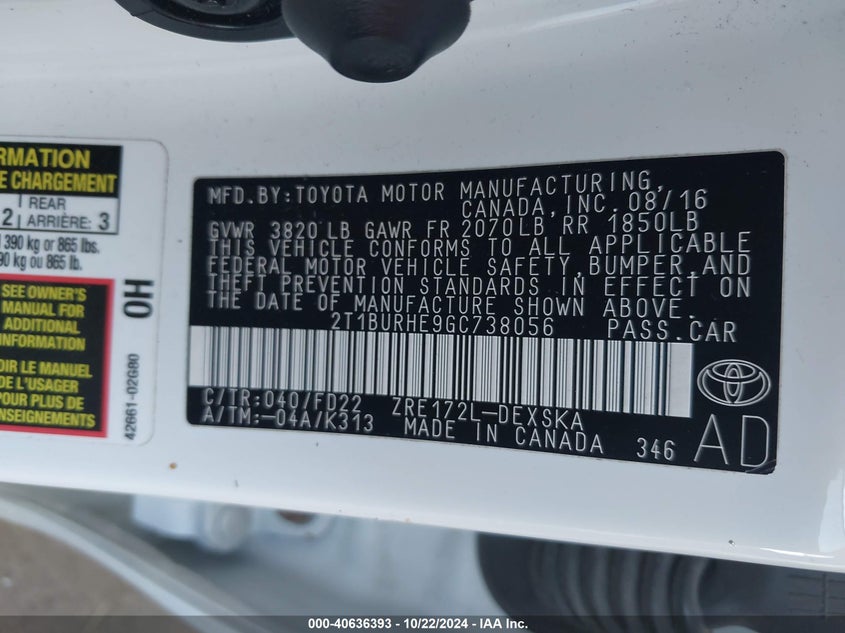 RMATION
E CHARGEMENT
2 REAR ARRIÈRE: 3
390 kg or 865 lbs.
90 kg ou 865 lb.
SEE OWNER'S
MANUAL FOR
ADDITIONAL
INFORMATION
OIR LE MANUEL
DE L'USAGER
POUR PLUS DE
ENSEIGNEMENTS
0H
42661-02G80
MFD.BY:TOYOTA MOTOR MANUFACTURING,
CANADA,INC.08/16
GVWR 3820 LB GAWR FR 2070LB RR 1850LB
THIS VEHICLE CONFORMS TO ALL APPLICABLE
FEDERAL MOTOR VEHICLE SAFETY,BUMPER,AND
THEFT PREVENTION STANDARDS IN EFFECT ON
THE DATE OF MANUFACTURE SHOWN ABOVE.
2T1BURHE9GC738056 PASS.CAR
C/TR:040/FD22 ZRE172L-DEXSKA
A/TM:-04A/K313 MADE IN CANADA 346 AD
000-40636393 - 10/22/2024 - IAA Inc.